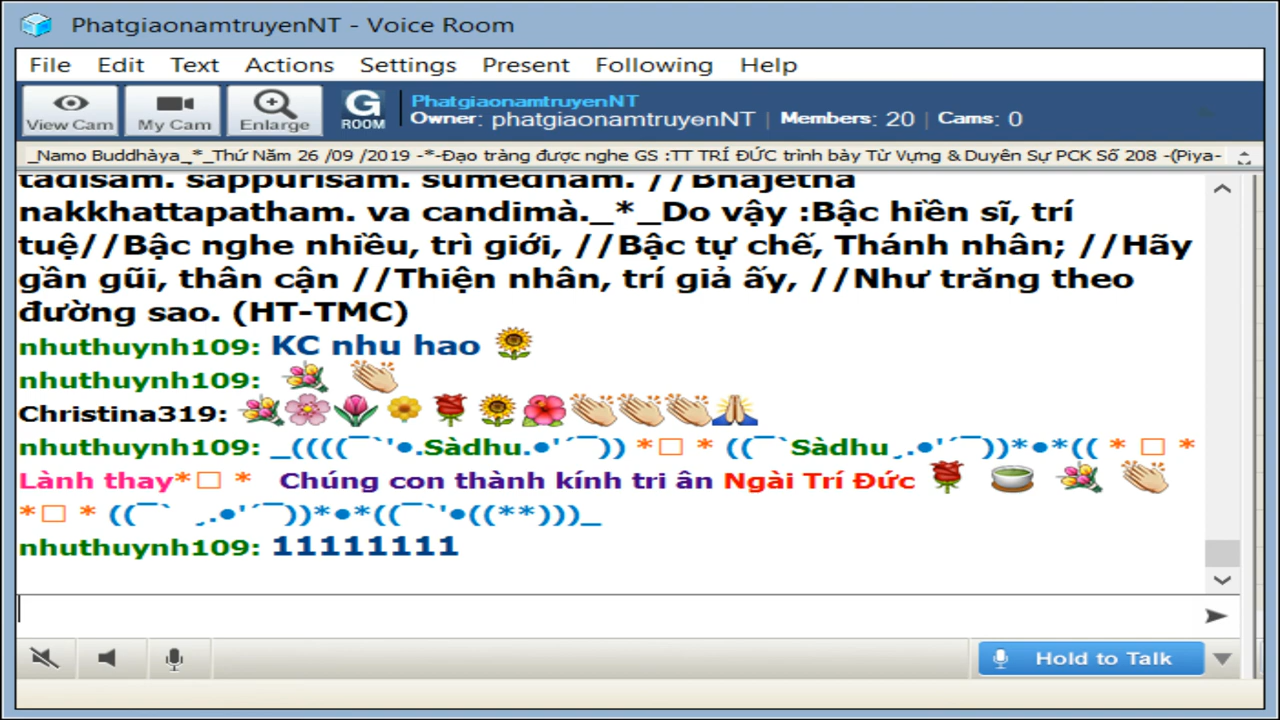 PhatgiaonamtruyenNT - Voice Room
File Edit Text Actions Settings Present Following Help
View Cam My Cam Enlarge G ROOM
PhatgiaonamtruyenNT
Owner: phatgiaonamtruyenNT | Members: 20 | Cams: 0
_Namo Buddhàya_*_Thứ Năm 26 /09 /2019 -*-Đạo tràng được nghe GS :TT TRÍ ĐỨC trình bày Từ Vựng & Duyên Sự PCK Số 208 -(Piya-
tādisam. sappurisam. sumedham. //Bhajetha
nakkhattapatham. va candimà._*_Do vậy :Bậc hiền sĩ, trí
tuệ//Bậc nghe nhiều, trì giới, //Bậc tự chế, Thánh nhân; //Hãy
gần gũi, thân cận //Thiện nhân, trí giả ấy, //Như trăng theo
đường sao. (HT-TMC)
nhuthuynh109: KC nhu hao 🌻
nhuthuynh109: 💐 👏
Christina319: 💐🌸🌷🌼🌹🌻🌺👏👏👏🙏
nhuthuynh109: _((((¯`'●.Sàdhu.●'´¯)) *□ * ((¯`Sàdhu¸.●'´¯))*●*(( * □ *
Lành thay*□ * Chúng con thành kính tri ân Ngài Trí Đức 🌹 🍵 💐 👏
*□ * ((¯` ¸.●'´¯))*●*((¯`'●((**)))_
nhuthuynh109: 11111111
Hold to Talk